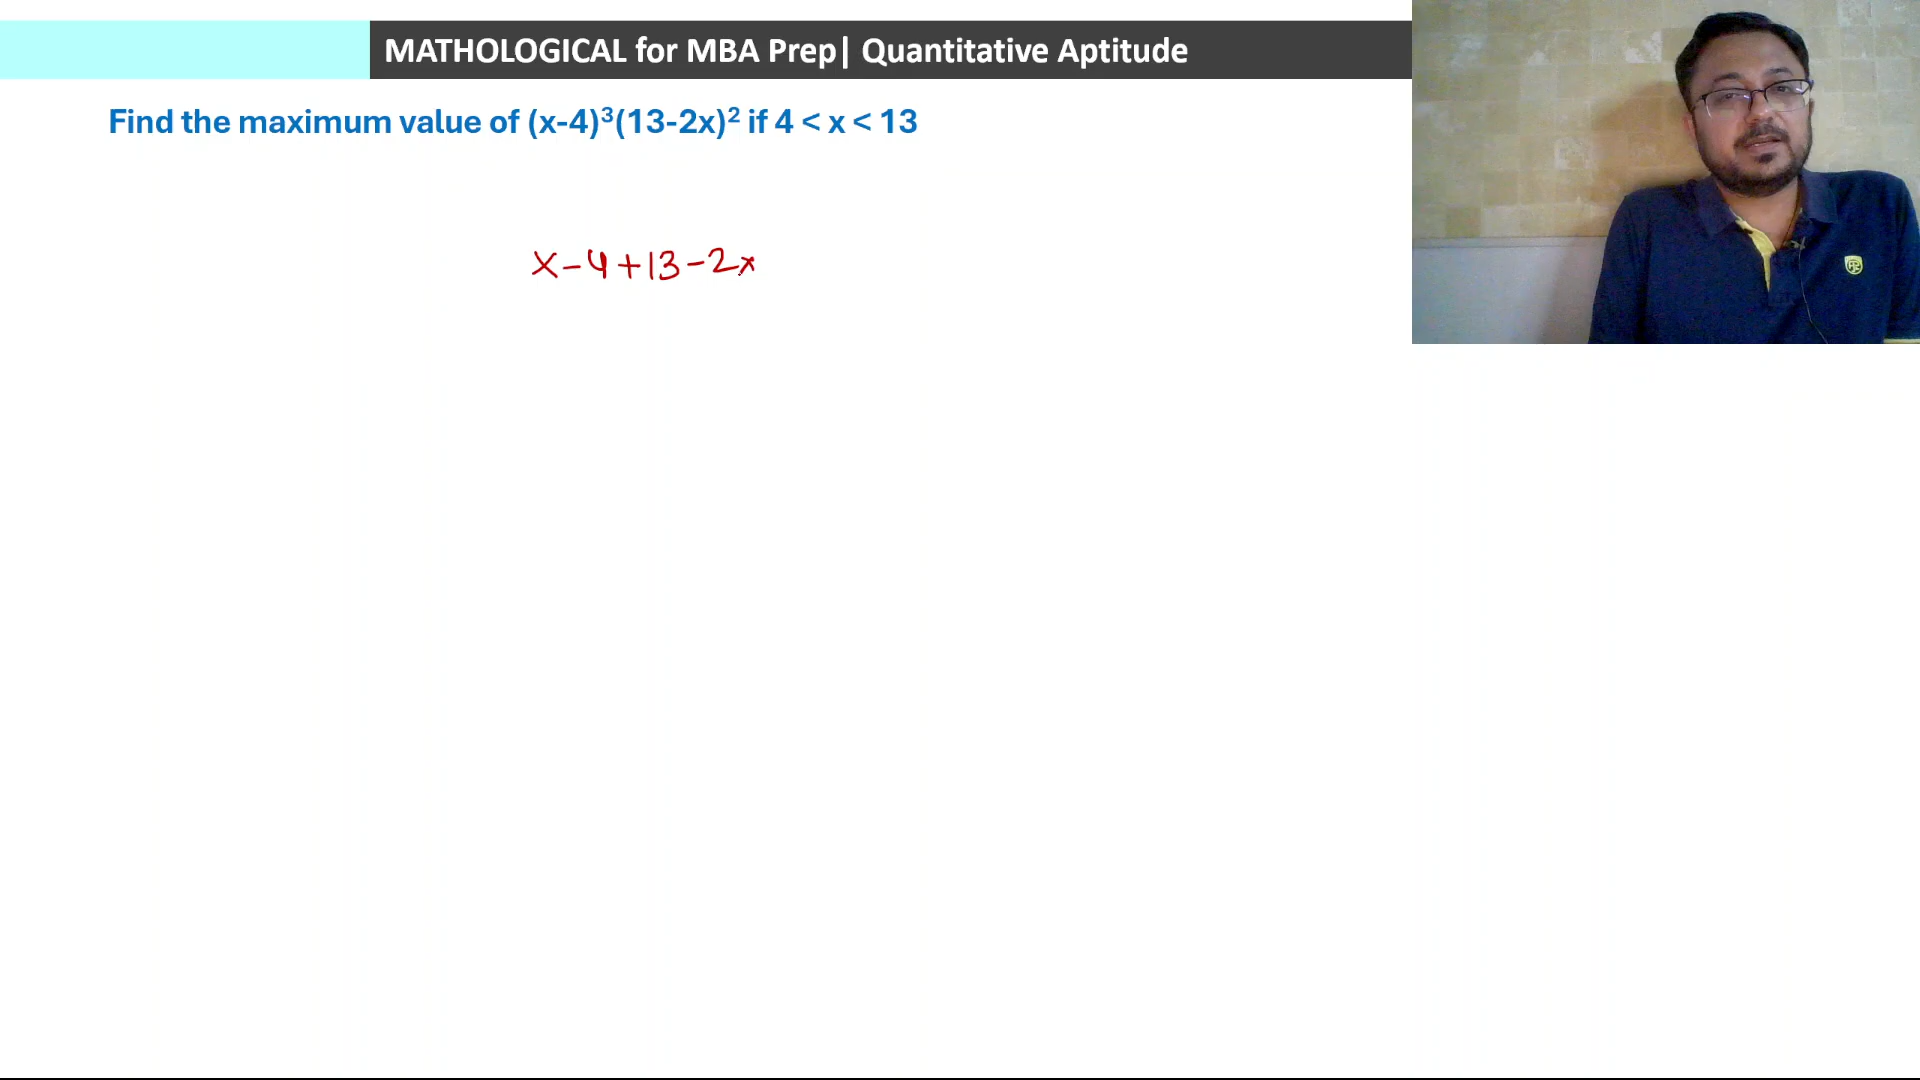 MATHOLOGICAL for MBA Prep| Quantitative Aptitude
Find the maximum value of (x-4)³(13-2x)² if 4 < x < 13
x-4+13-2x